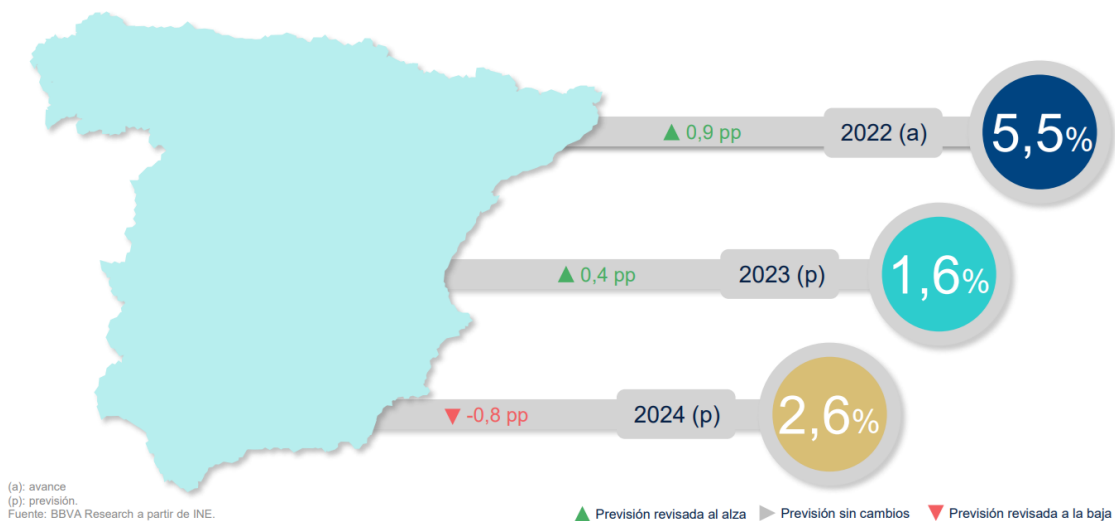 ▲ 0,9 pp 2022 (a) 5,5%
▲ 0,4 pp 2023 (p) 1,6%
▼ -0,8 pp 2024 (p) 2,6%
(a): avance
(p): previsión.
Fuente: BBVA Research a partir de INE.
▲ Previsión revisada al alza ▶ Previsión sin cambios ▼ Previsión revisada a la baja